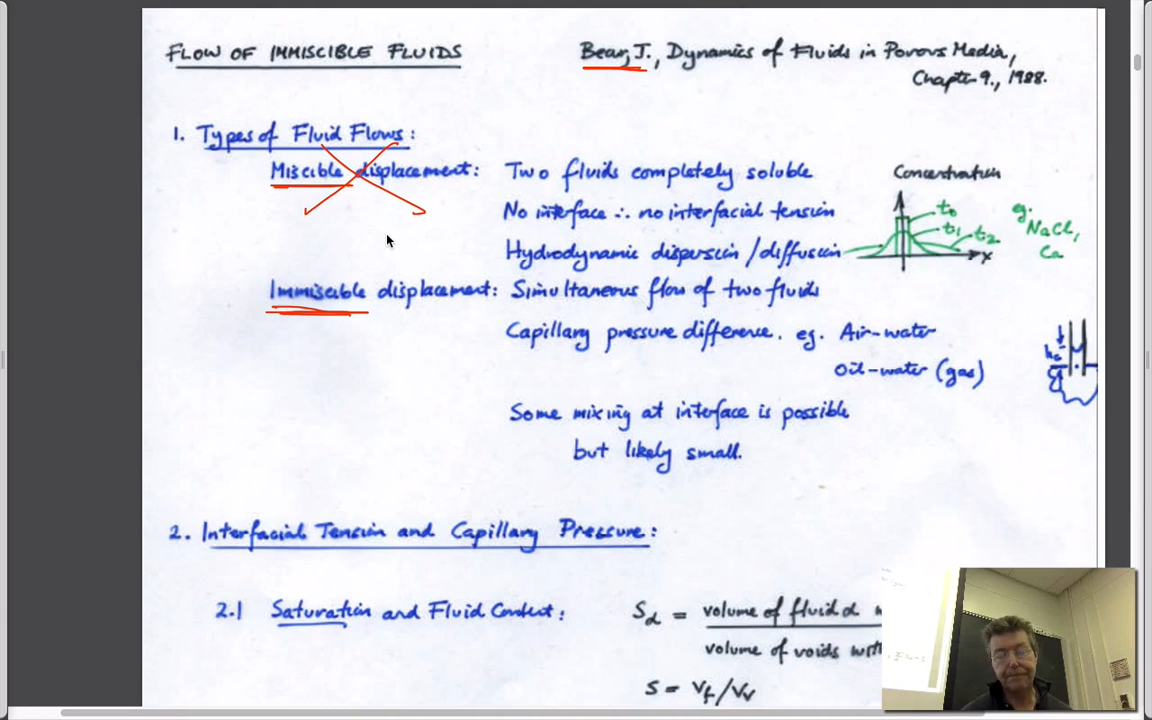 FLOW OF IMMISCIBLE FLUIDS
Bear, J., Dynamics of Fluids in Porous Media,
Chapter 9., 1988.
1. Types of Fluid Flows:
Miscible displacement: Two fluids completely soluble
No interface ∴ no interfacial tension
Hydrodynamic dispersion / diffusion
Concentration
t0
t1
t2
x
eg. NaCl,
Ca
Immiscible displacement: Simultaneous flow of two fluids
Capillary pressure difference. eg. Air-water
Oil-water (gas)
hc
Some mixing at interface is possible
but likely small.
2. Interfacial Tension and Capillary Pressure:
2.1 Saturation and Fluid Content: Sα = volume of fluid α
volume of voids with
S = Vf/Vv